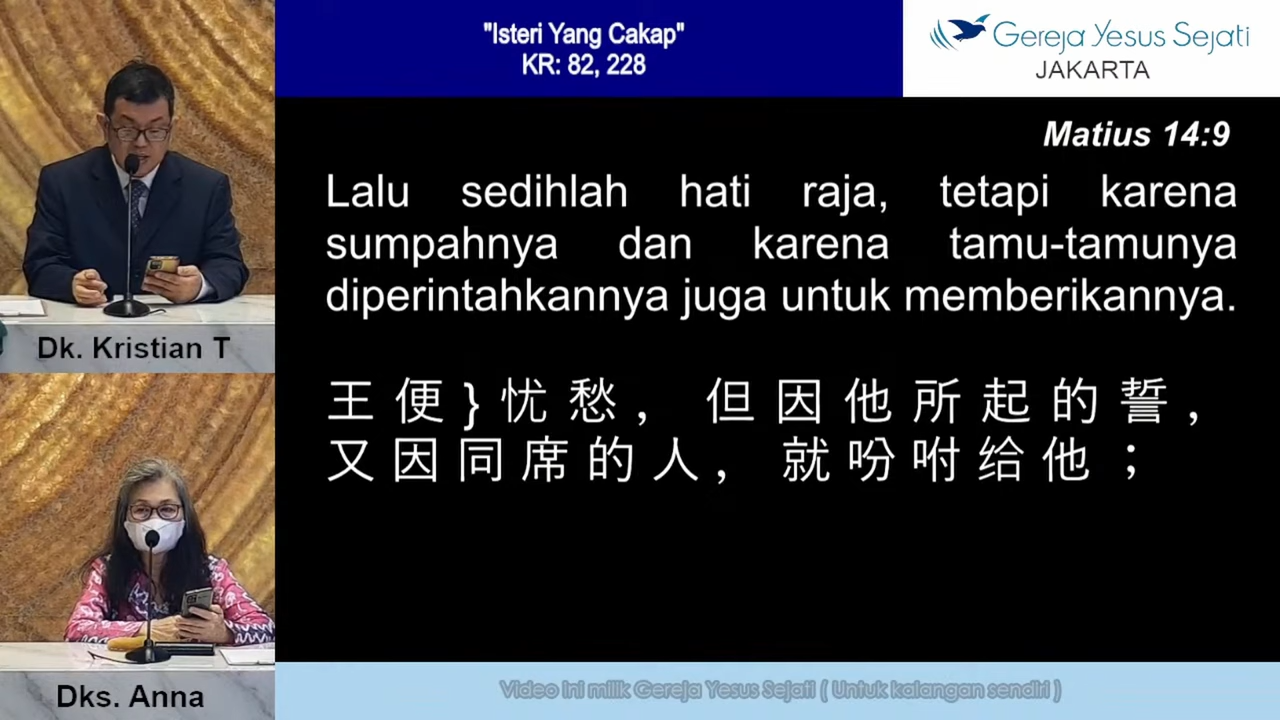 "Isteri Yang Cakap"
KR: 82, 228
Gereja Yesus Sejati
JAKARTA
Matius 14:9
Lalu sedihlah hati raja, tetapi karena
sumpahnya dan karena tamu-tamunya
diperintahkannya juga untuk memberikannya.
王便}忧愁，但因他所起的誓，
又因同席的人，就吩咐给他；
Dk. Kristian T
Dks. Anna
Video ini milik Gereja Yesus Sejati ( Untuk kalangan sendiri )